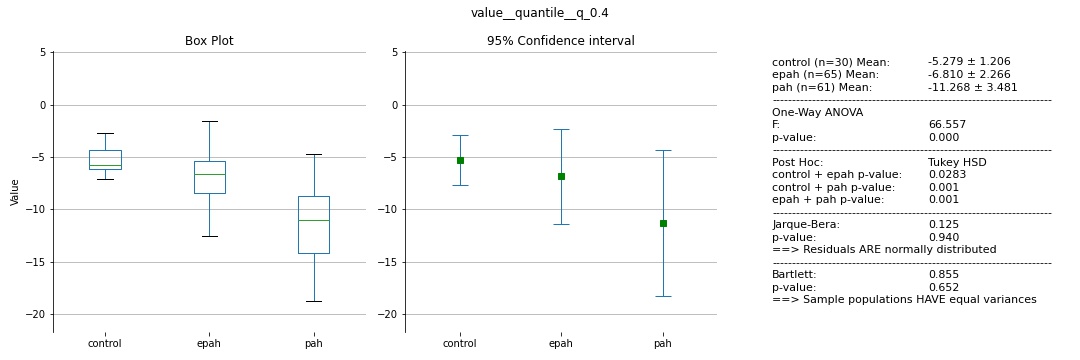 value__quantile__q_0.4
Box Plot
5
0
−5
−10
−15
−20
Value
control epah pah
95% Confidence interval
5
0
−5
−10
−15
−20
control epah pah
control (n=30) Mean: -5.279 ± 1.206
epah (n=65) Mean: -6.810 ± 2.266
pah (n=61) Mean: -11.268 ± 3.481
One-Way ANOVA
F: 66.557
p-value: 0.000
Post Hoc: Tukey HSD
control + epah p-value: 0.0283
control + pah p-value: 0.001
epah + pah p-value: 0.001
Jarque-Bera: 0.125
p-value: 0.940
==> Residuals ARE normally distributed
Bartlett: 0.855
p-value: 0.652
==> Sample populations HAVE equal variances